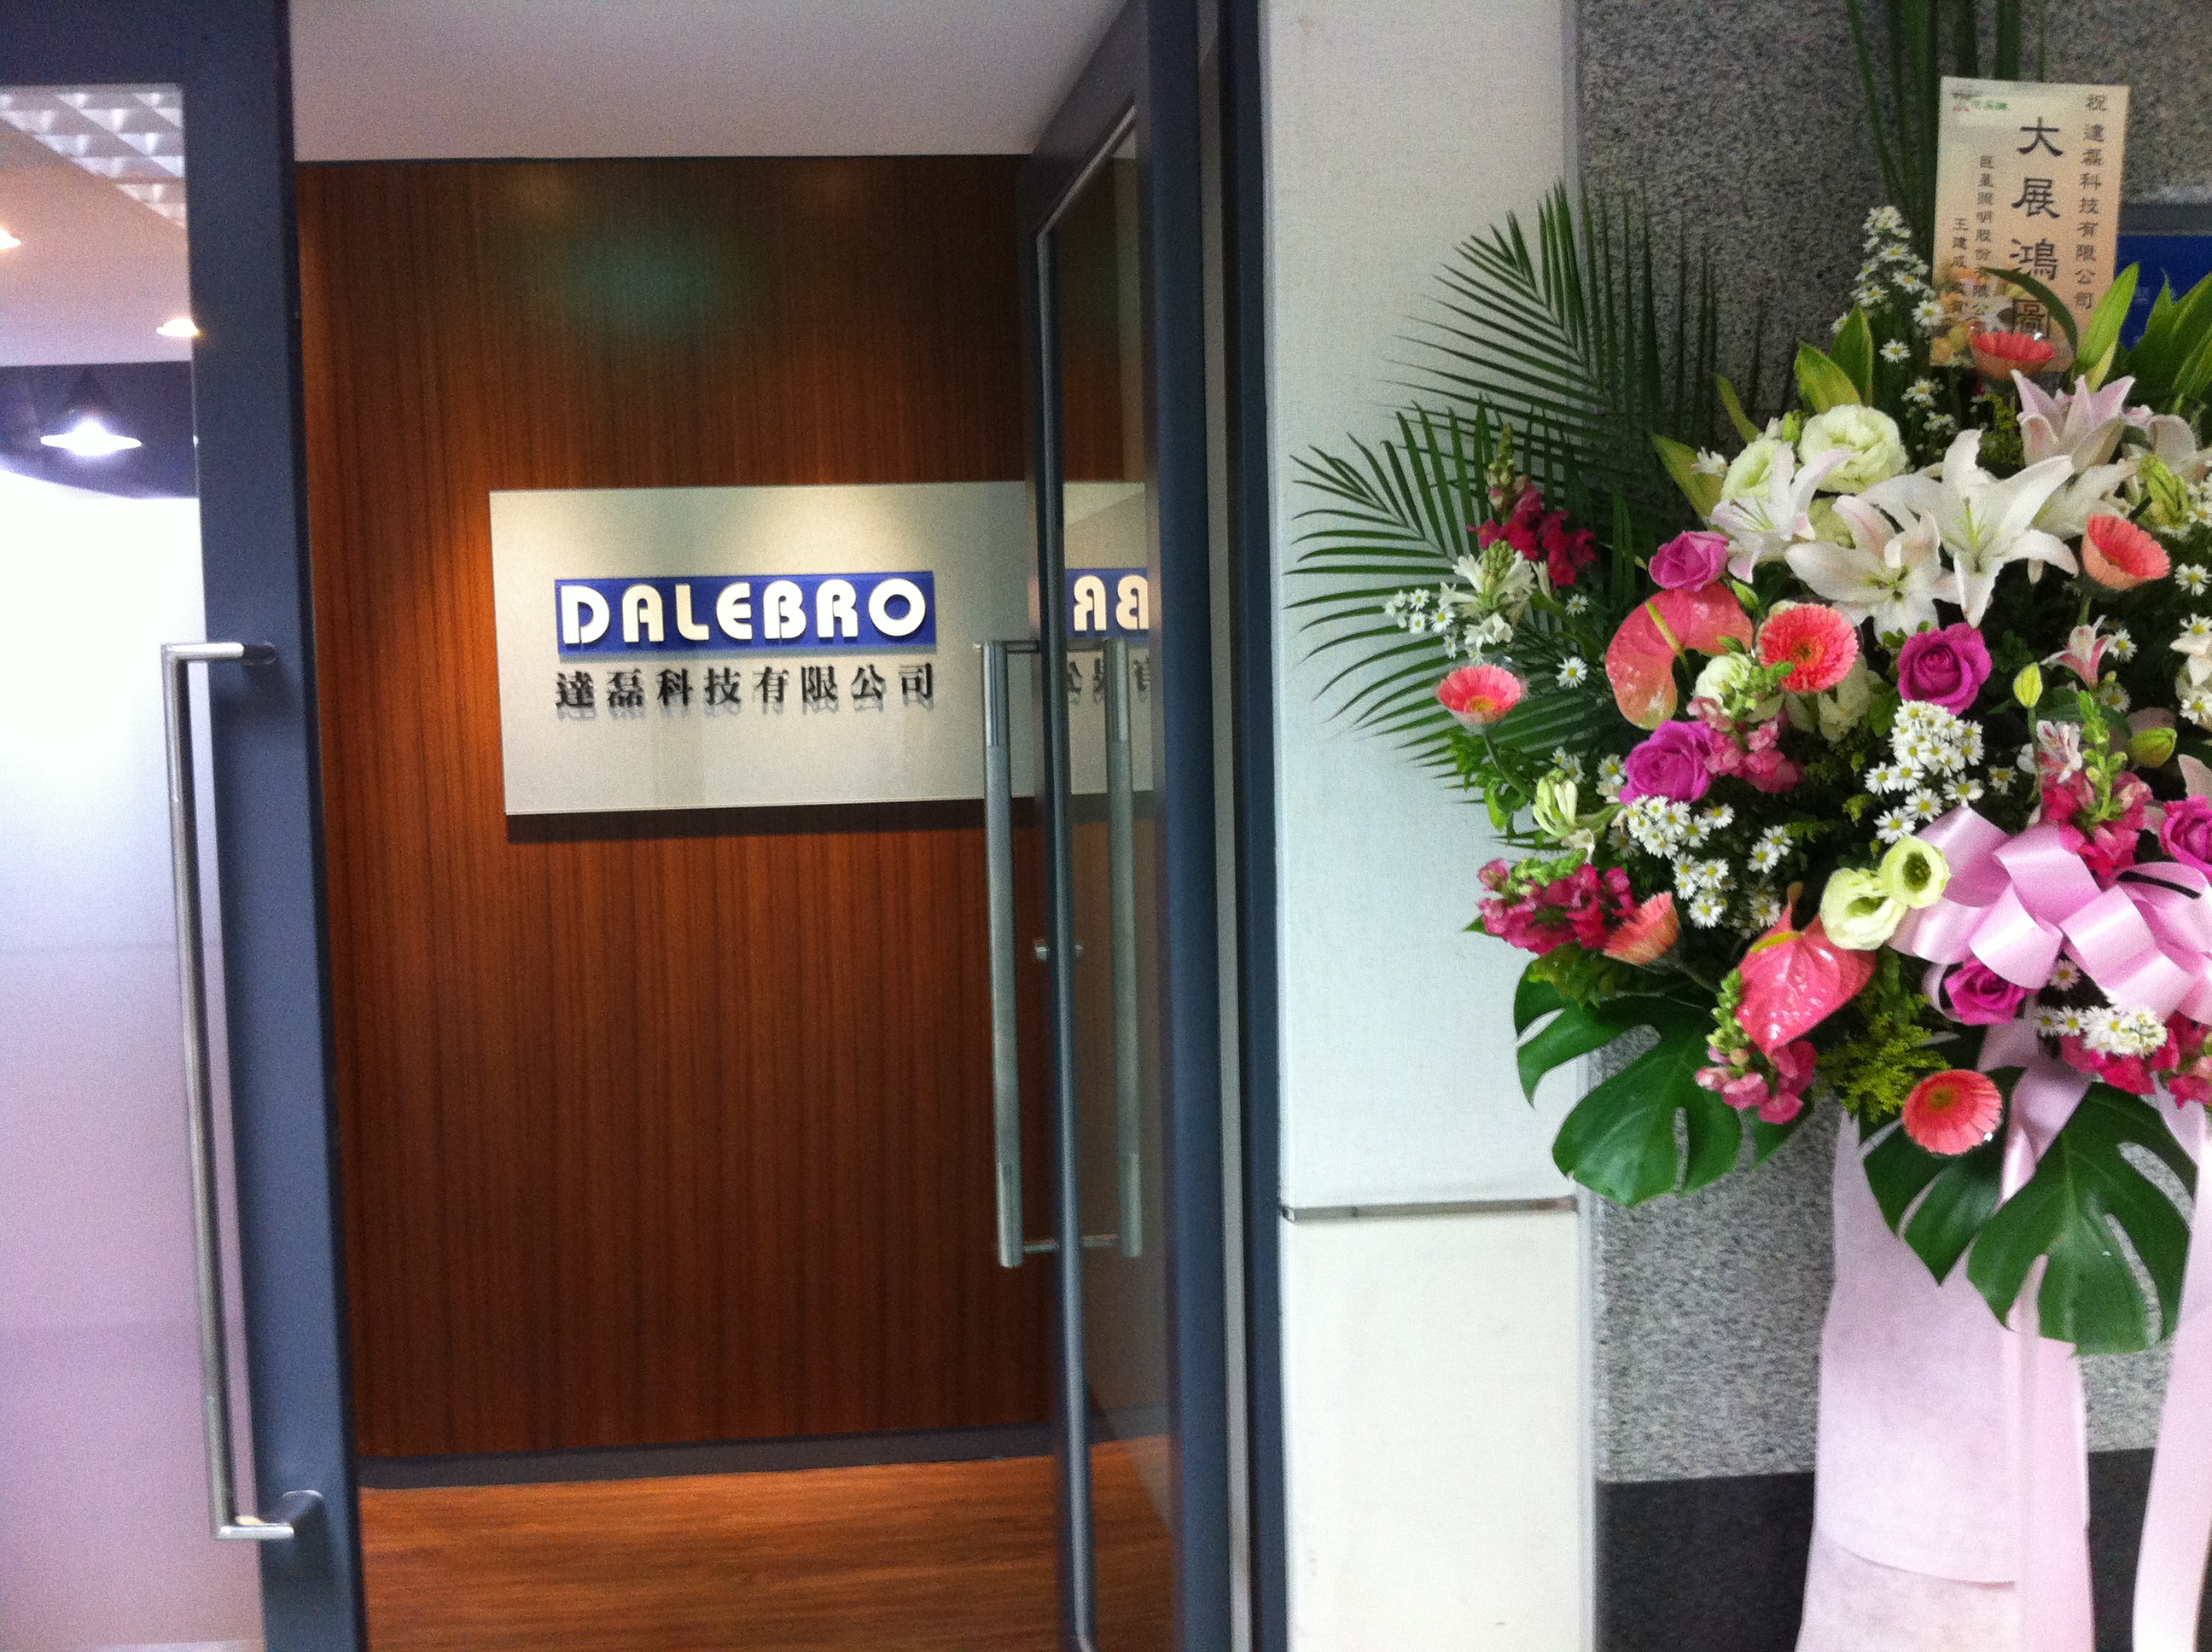 DALEBRO
達磊科技有限公司
祝 達磊科技有限公司
大展鴻圖
巨星照明股份有限公司
王建成